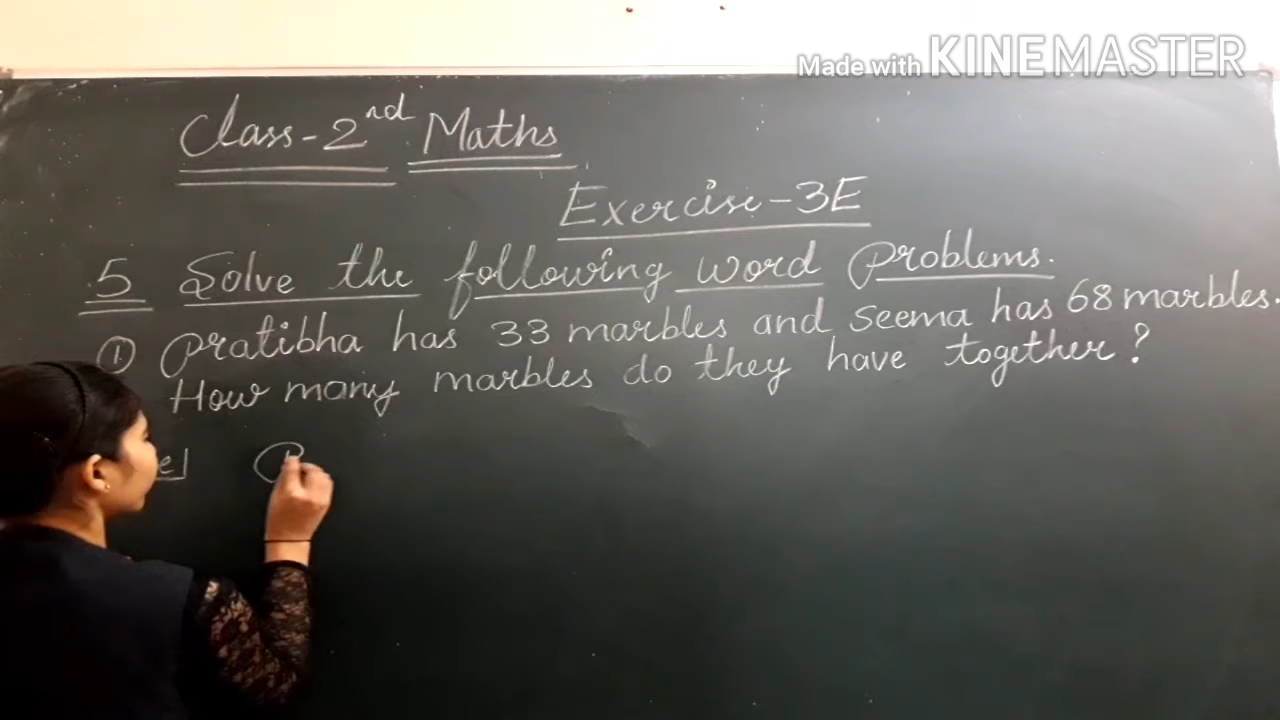 Made with KINEMASTER
Class-2nd Maths
Exercise-3E
5 Solve the following word problems.
① Pratibha has 33 marbles and Seema has 68 marbles.
How many marbles do they have together?